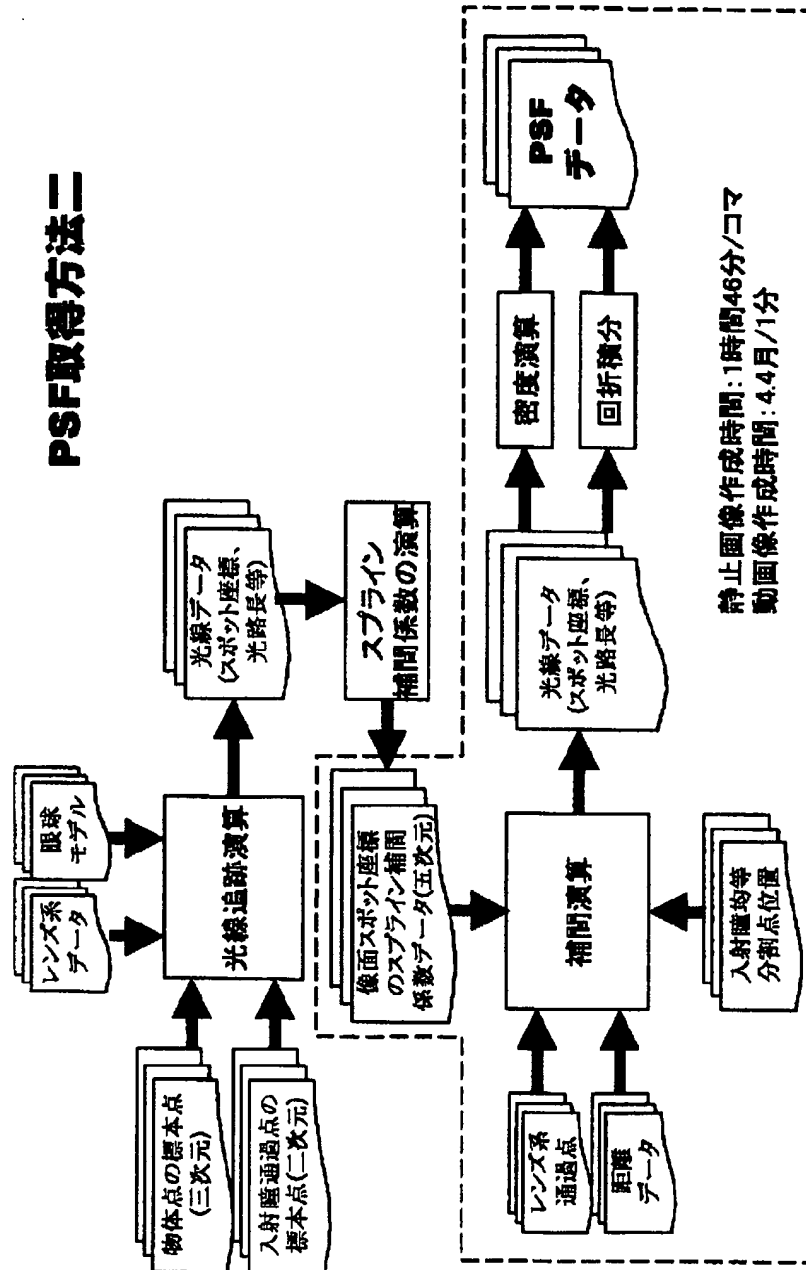 PSF取得方法二
レンズ系
データ
眼球
モデル
物体点の標本点
(三次元)
入射瞳通過点の
標本点(二次元)
光線追跡演算
光線データ
(スポット座標、
光路長等)
スプライン
補間係数の演算
像面スポット座標
のスプライン補間
係数データ(五次元)
レンズ系
通過点
距離
データ
補間演算
入射瞳均等
分割点位置
光線データ
(スポット座標、
光路長等)
密度演算
回折積分
PSF
データ
静止画像作成時間:1時間46分/コマ
動画像作成時間:4.4月/1分